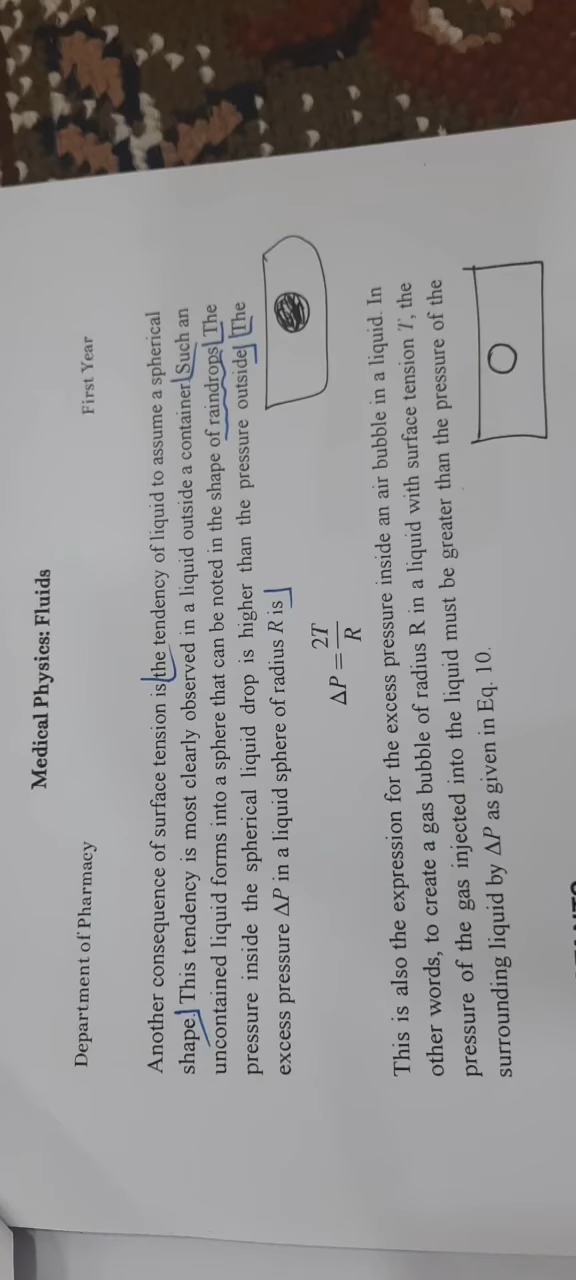 Medical Physics: Fluids
Department of Pharmacy First Year
Another consequence of surface tension is the tendency of liquid to assume a spherical
shape. This tendency is most clearly observed in a liquid outside a container. Such an
uncontained liquid forms into a sphere that can be noted in the shape of raindrops. The
pressure inside the spherical liquid drop is higher than the pressure outside. The
excess pressure ΔP in a liquid sphere of radius R is
ΔP = 2T/R
This is also the expression for the excess pressure inside an air bubble in a liquid. In
other words, to create a gas bubble of radius R in a liquid with surface tension T, the
pressure of the gas injected into the liquid must be greater than the pressure of the
surrounding liquid by ΔP as given in Eq. 10.